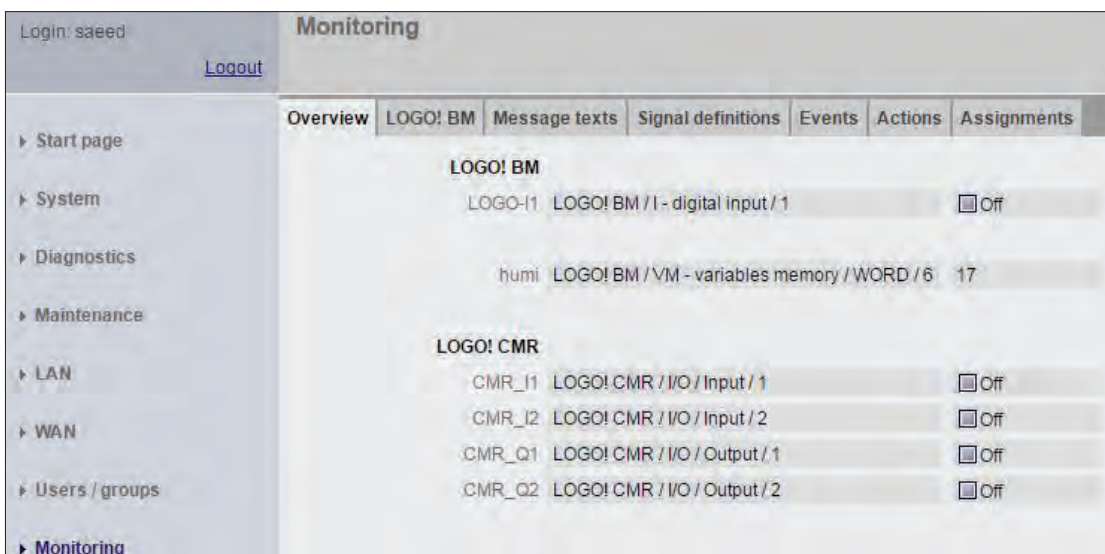 Login: saeed
Logout
Monitoring
Overview LOGO! BM Message texts Signal definitions Events Actions Assignments
Start page
System
Diagnostics
Maintenance
LAN
WAN
Users / groups
Monitoring
LOGO! BM
LOGO-I1 LOGO! BM / I - digital input / 1 Off
humi LOGO! BM / VM - variables memory / WORD / 6 17
LOGO! CMR
CMR_I1 LOGO! CMR / I/O / Input / 1 Off
CMR_I2 LOGO! CMR / I/O / Input / 2 Off
CMR_Q1 LOGO! CMR / I/O / Output / 1 Off
CMR_Q2 LOGO! CMR / I/O / Output / 2 Off